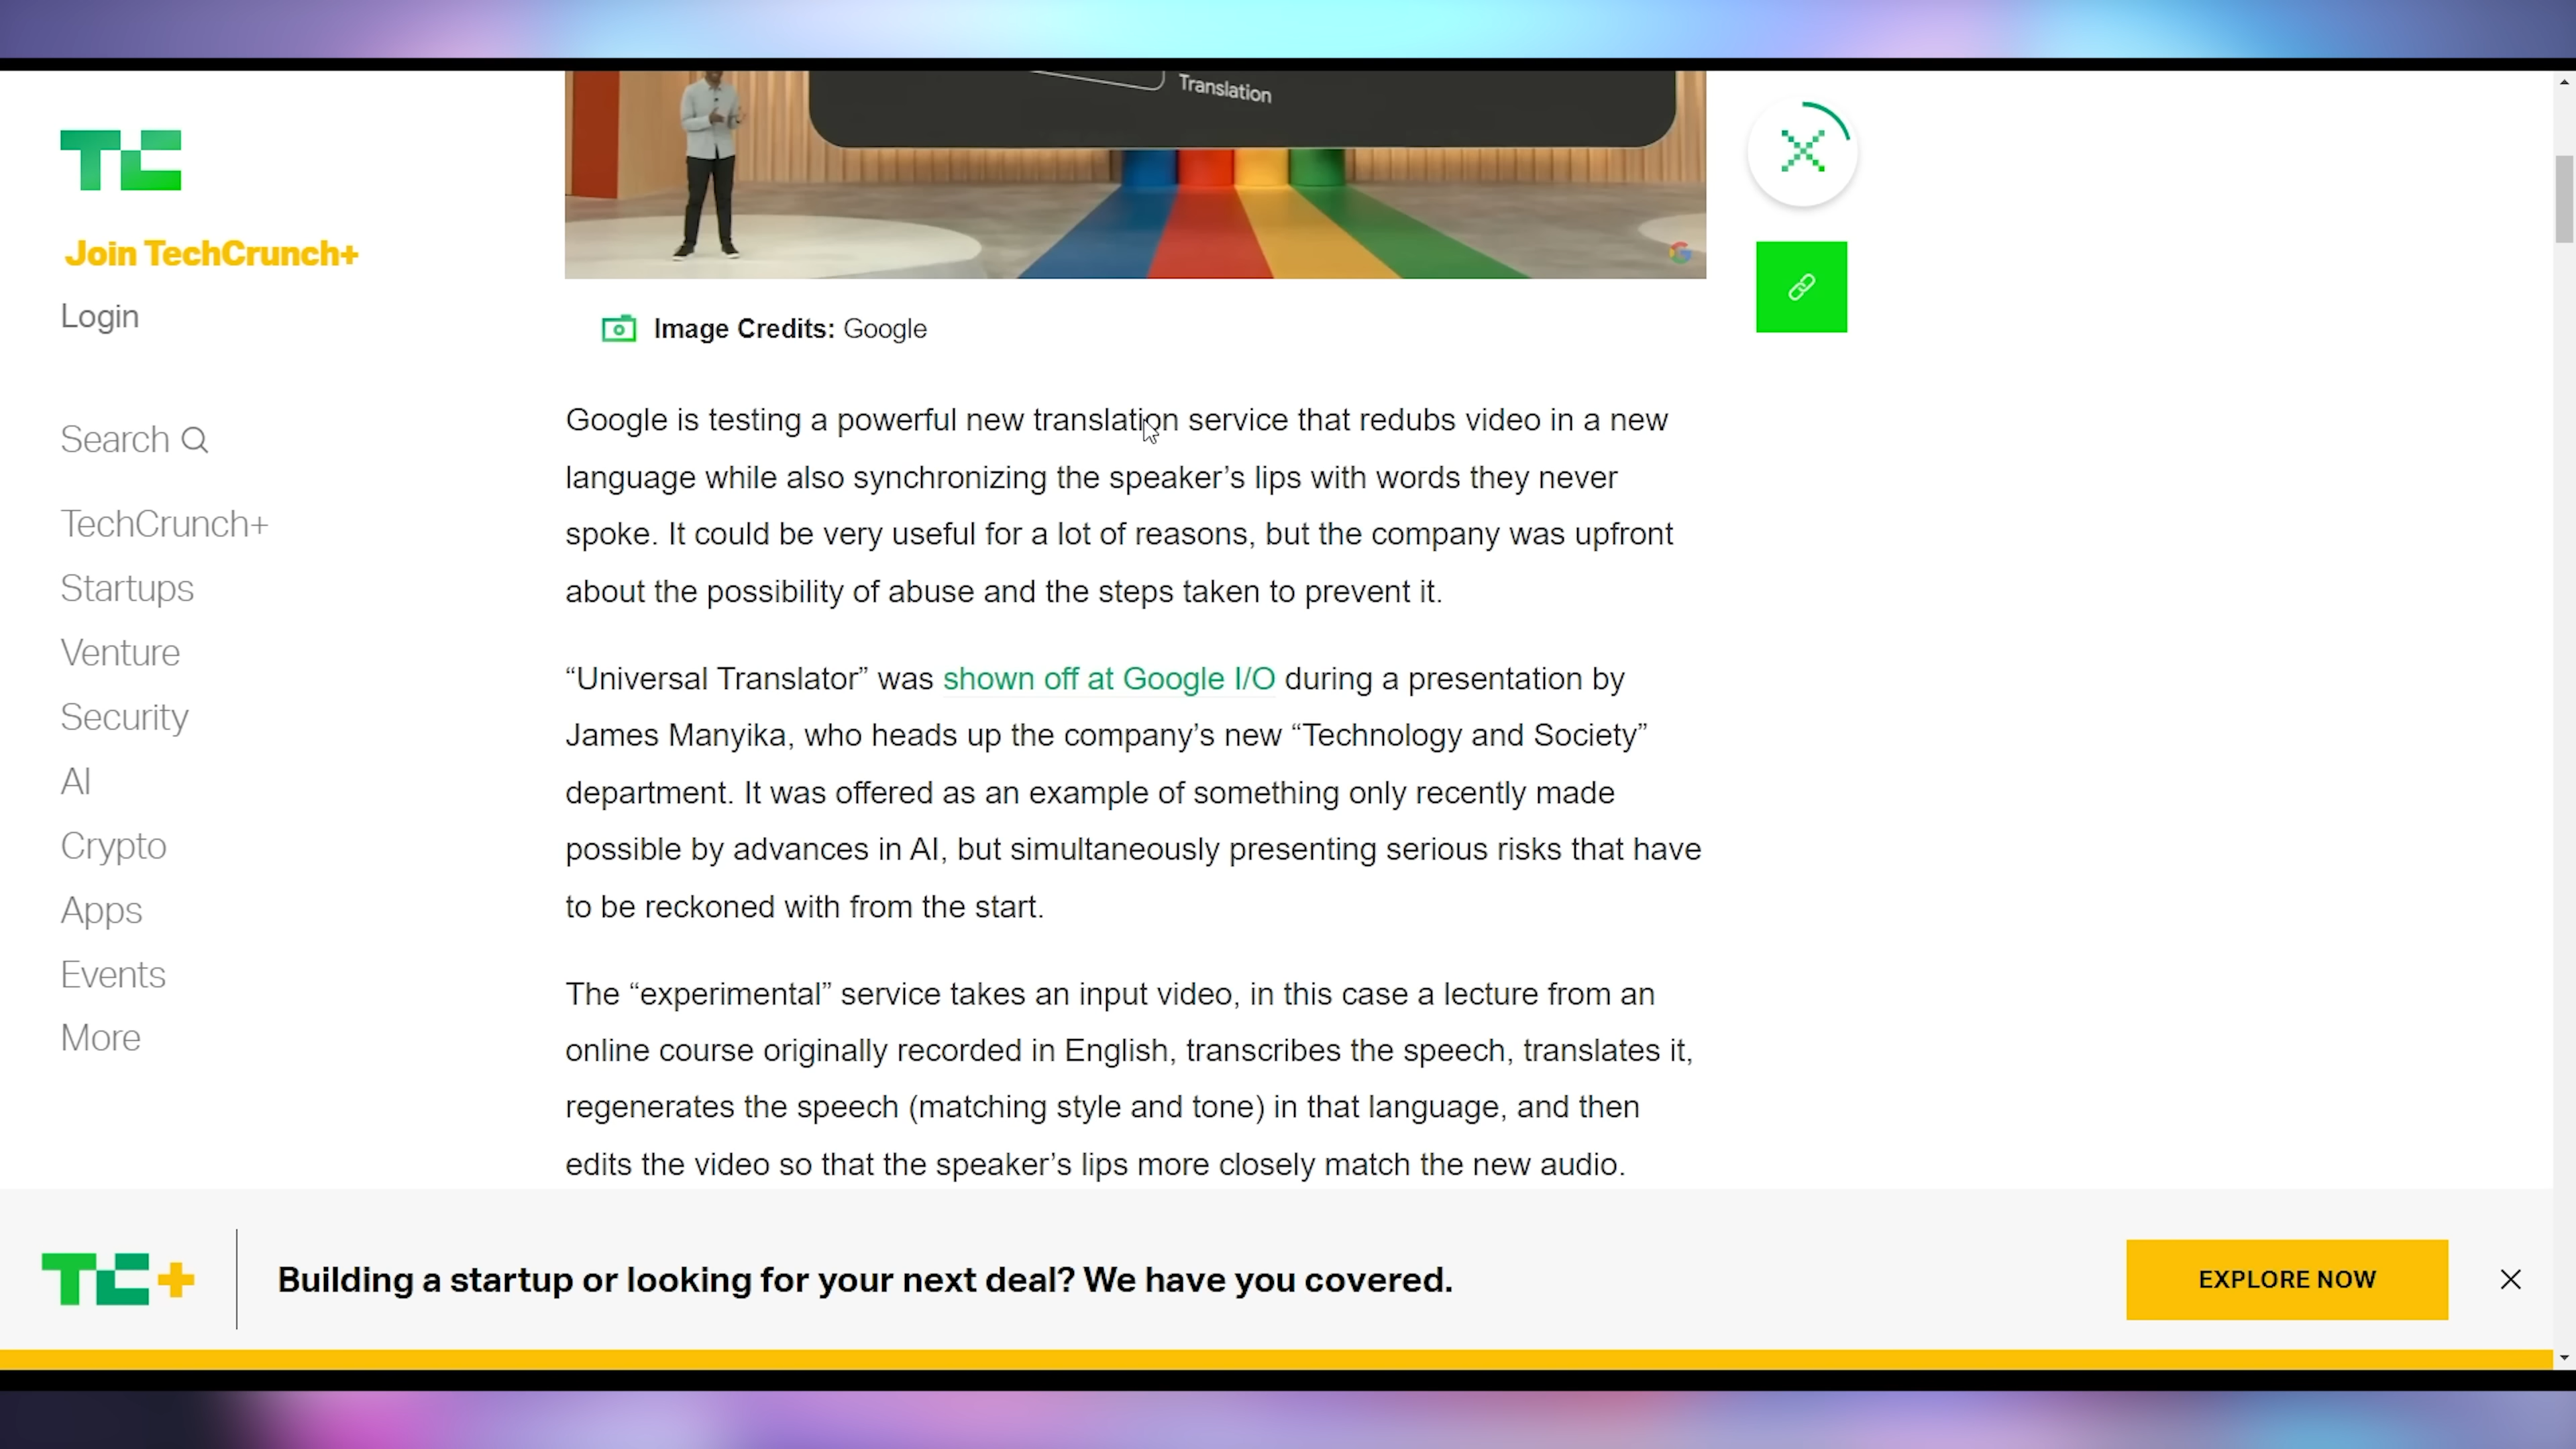 Translation
TC
Join TechCrunch+
Login
Search
TechCrunch+
Startups
Venture
Security
AI
Crypto
Apps
Events
More
Image Credits: Google
Google is testing a powerful new translation service that redubs video in a new
language while also synchronizing the speaker’s lips with words they never
spoke. It could be very useful for a lot of reasons, but the company was upfront
about the possibility of abuse and the steps taken to prevent it.
“Universal Translator” was shown off at Google I/O during a presentation by
James Manyika, who heads up the company’s new “Technology and Society”
department. It was offered as an example of something only recently made
possible by advances in AI, but simultaneously presenting serious risks that have
to be reckoned with from the start.
The “experimental” service takes an input video, in this case a lecture from an
online course originally recorded in English, transcribes the speech, translates it,
regenerates the speech (matching style and tone) in that language, and then
edits the video so that the speaker’s lips more closely match the new audio.
TC+
Building a startup or looking for your next deal? We have you covered.
EXPLORE NOW